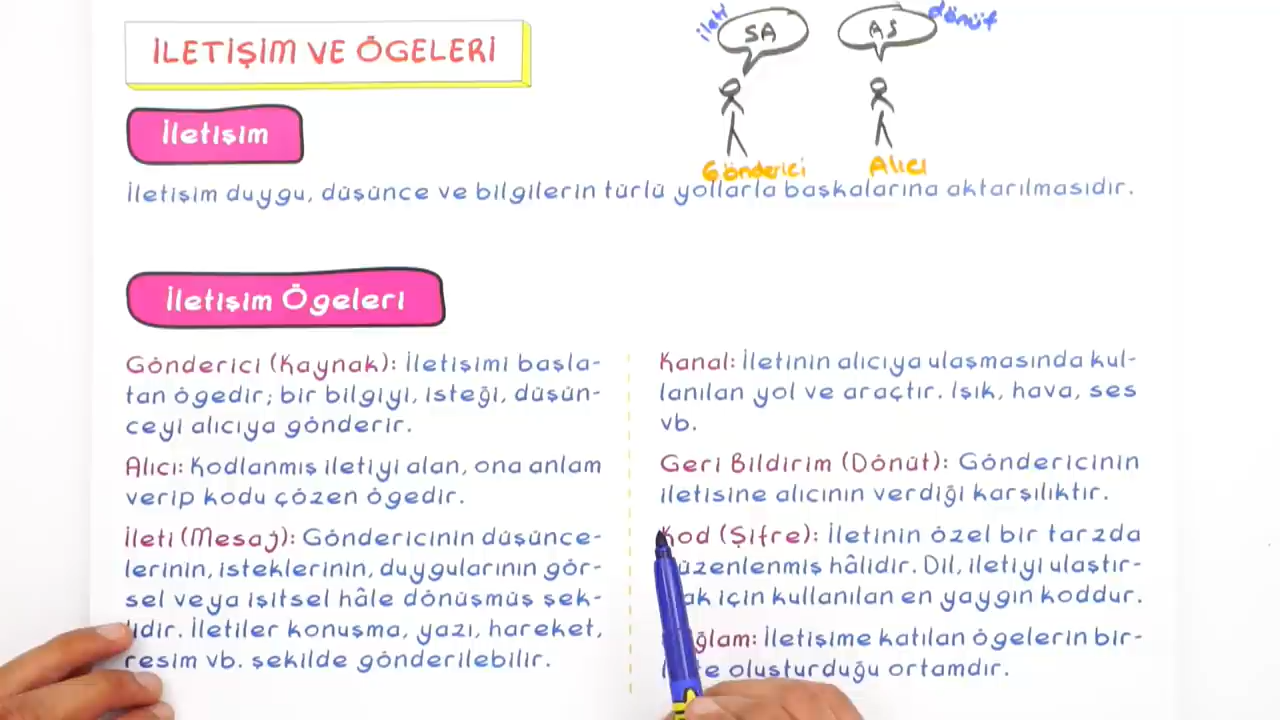 İLETİŞİM VE ÖGELERİ
ileti
SA
AS
dönüt
Gönderici
Alıcı
İletişim
İletişim duygu, düşünce ve bilgilerin türlü yollarla başkalarına aktarılmasıdır.
İletişim Ögeleri
Gönderici (Kaynak): İletişimi başla-
tan ögedir; bir bilgiyi, isteği, düşün-
ceyi alıcıya gönderir.
Alıcı: Kodlanmış iletiyi alan, ona anlam
verip kodu çözen ögedir.
İleti (Mesaj): Göndericinin düşünce-
lerinin, isteklerinin, duygularının gör-
sel veya işitsel hâle dönüşmüş şek-
lidir. İletiler konuşma, yazı, hareket,
resim vb. şekilde gönderilebilir.
Kanal: İletinin alıcıya ulaşmasında kul-
lanılan yol ve araçtır. Işık, hava, ses
vb.
Geri Bildirim (Dönüt): Göndericinin
iletisine alıcının verdiği karşılıktır.
Kod (Şifre): İletinin özel bir tarzda
düzenlenmiş hâlidir. Dil, iletiyi ulaştır-
mak için kullanılan en yaygın koddur.
Bağlam: İletişime katılan ögelerin bir-
likte oluşturduğu ortamdır.